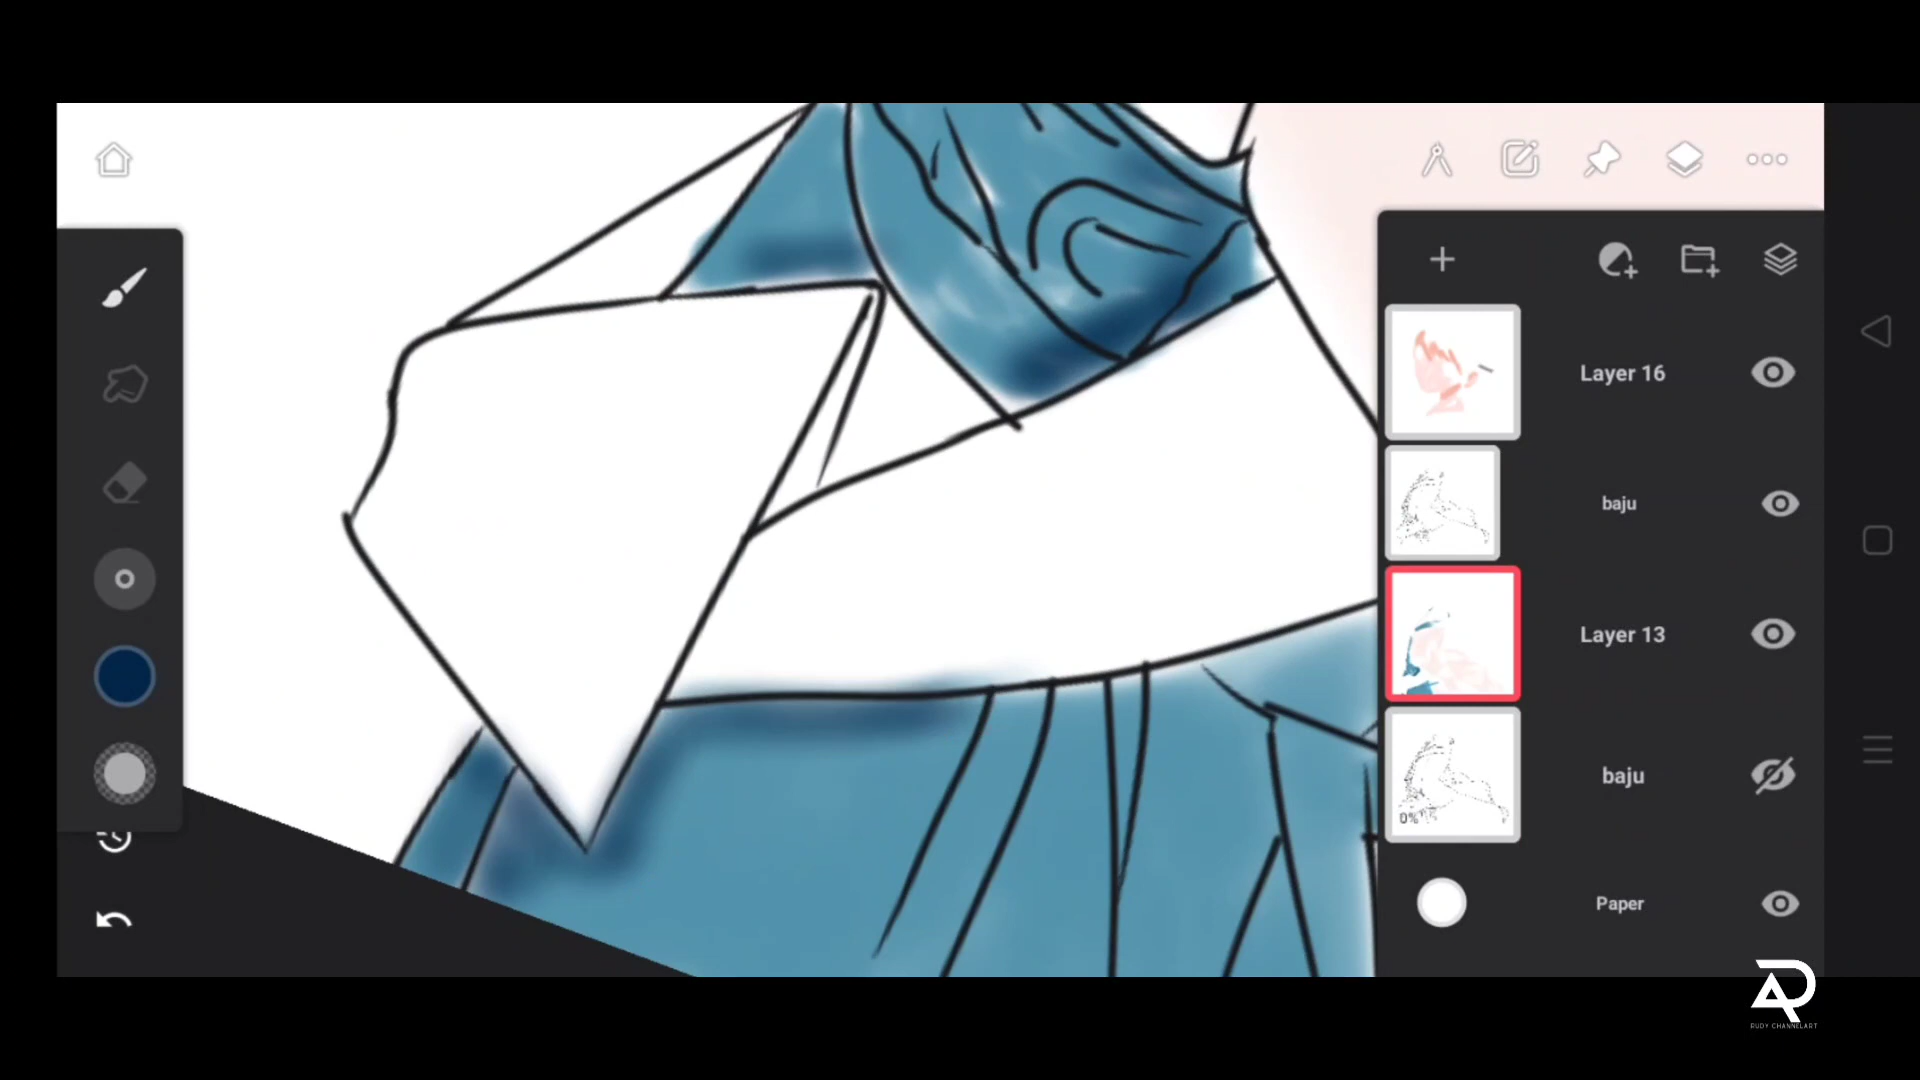 Layer 16
baju
Layer 13
baju
0%
Paper
RUDY CHANNELART